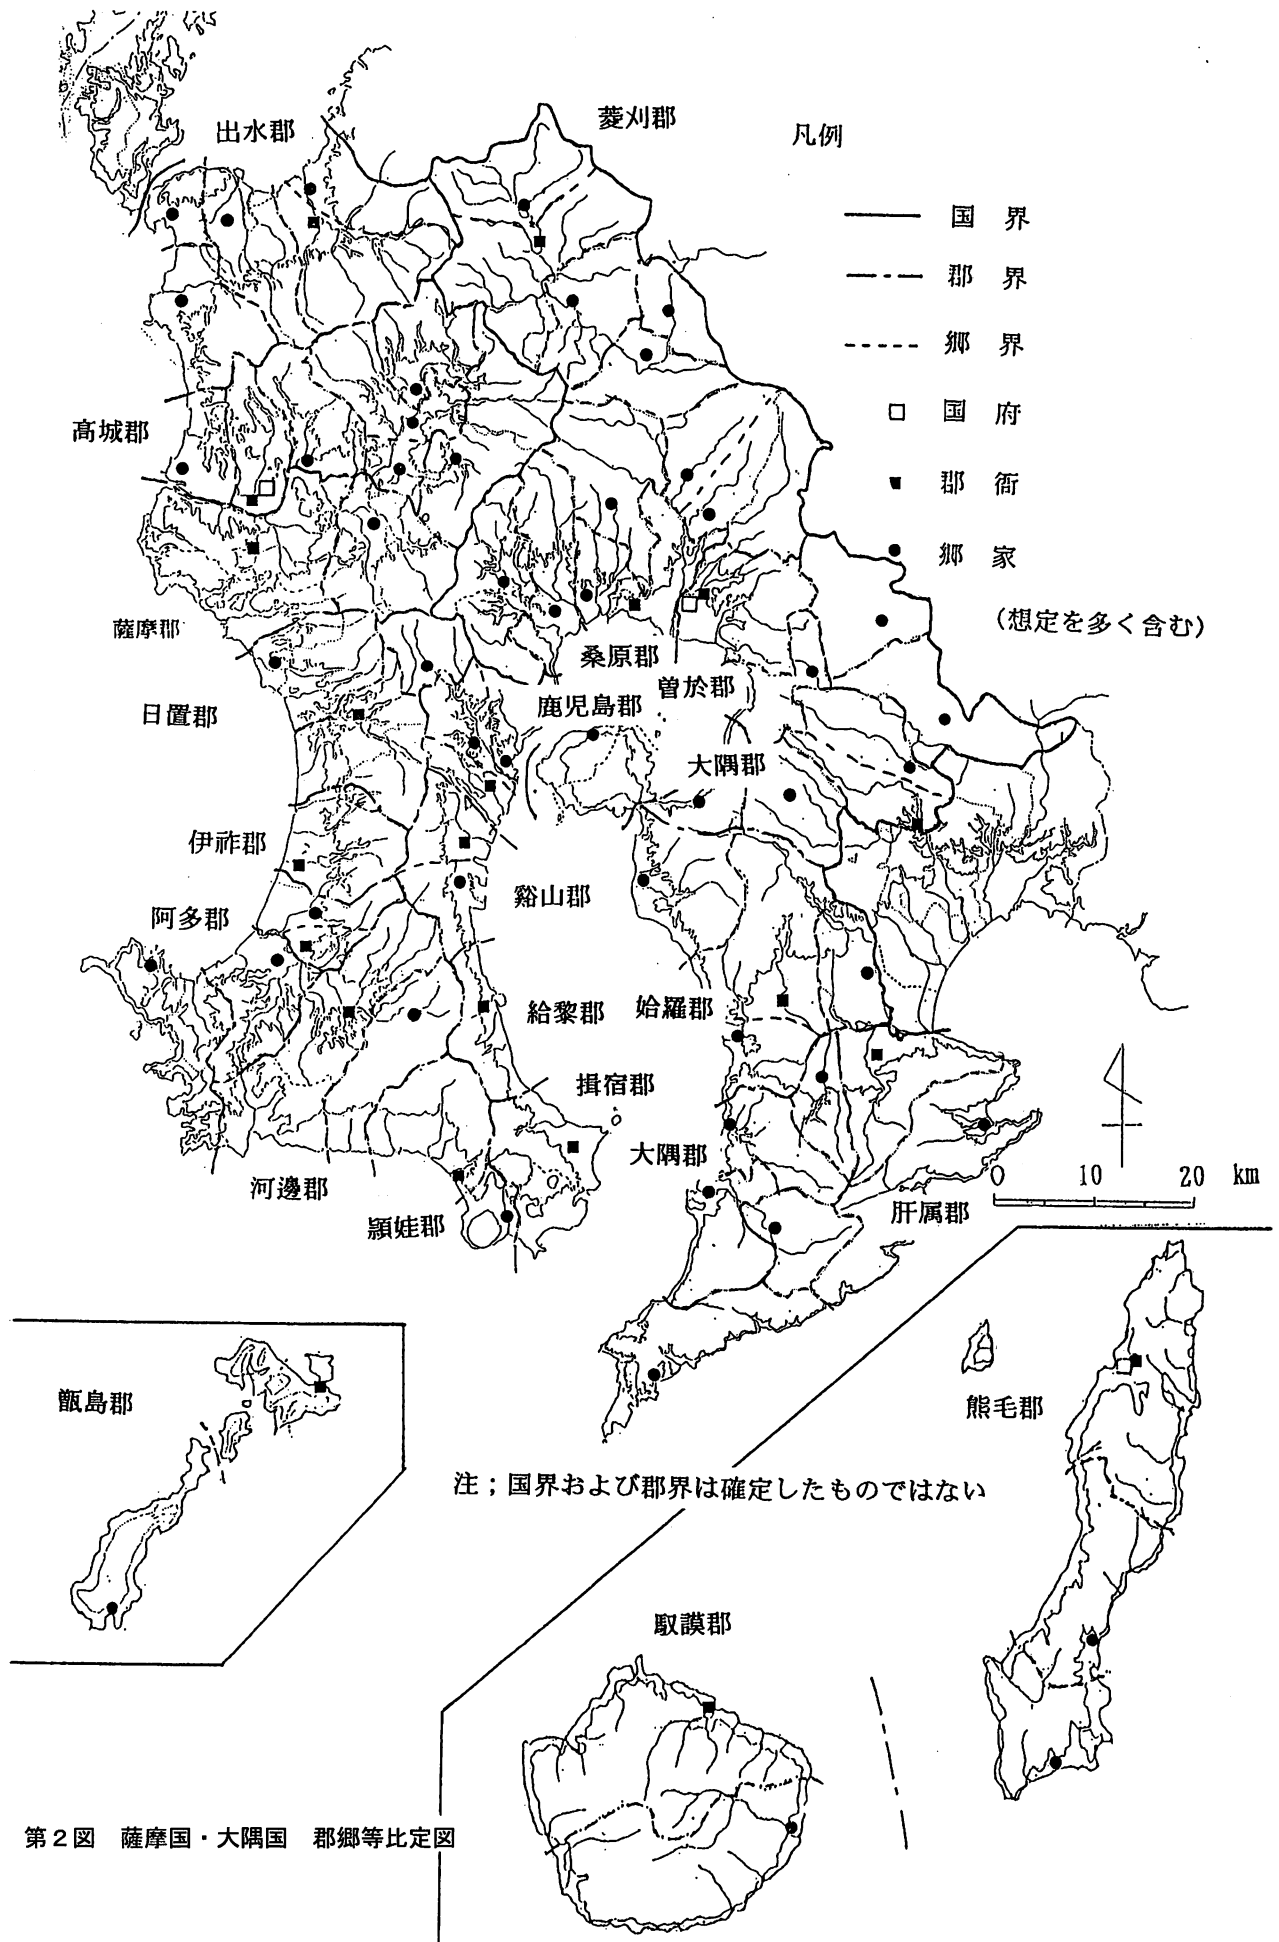 出水郡
菱刈郡
凡例
国界
郡界
郷界
国府
郡衙
郷家
(想定を多く含む)
高城郡
薩摩郡
桑原郡
曽於郡
日置郡
鹿児島郡
大隅郡
伊祚郡
谿山郡
阿多郡
給黎郡
姶羅郡
揖宿郡
大隅郡
河邊郡
頴娃郡
肝属郡
0 10 20 km
甑島郡
熊毛郡
注；国界および郡界は確定したものではない
馭謨郡
第２図 薩摩国・大隅国 郡郷等比定図